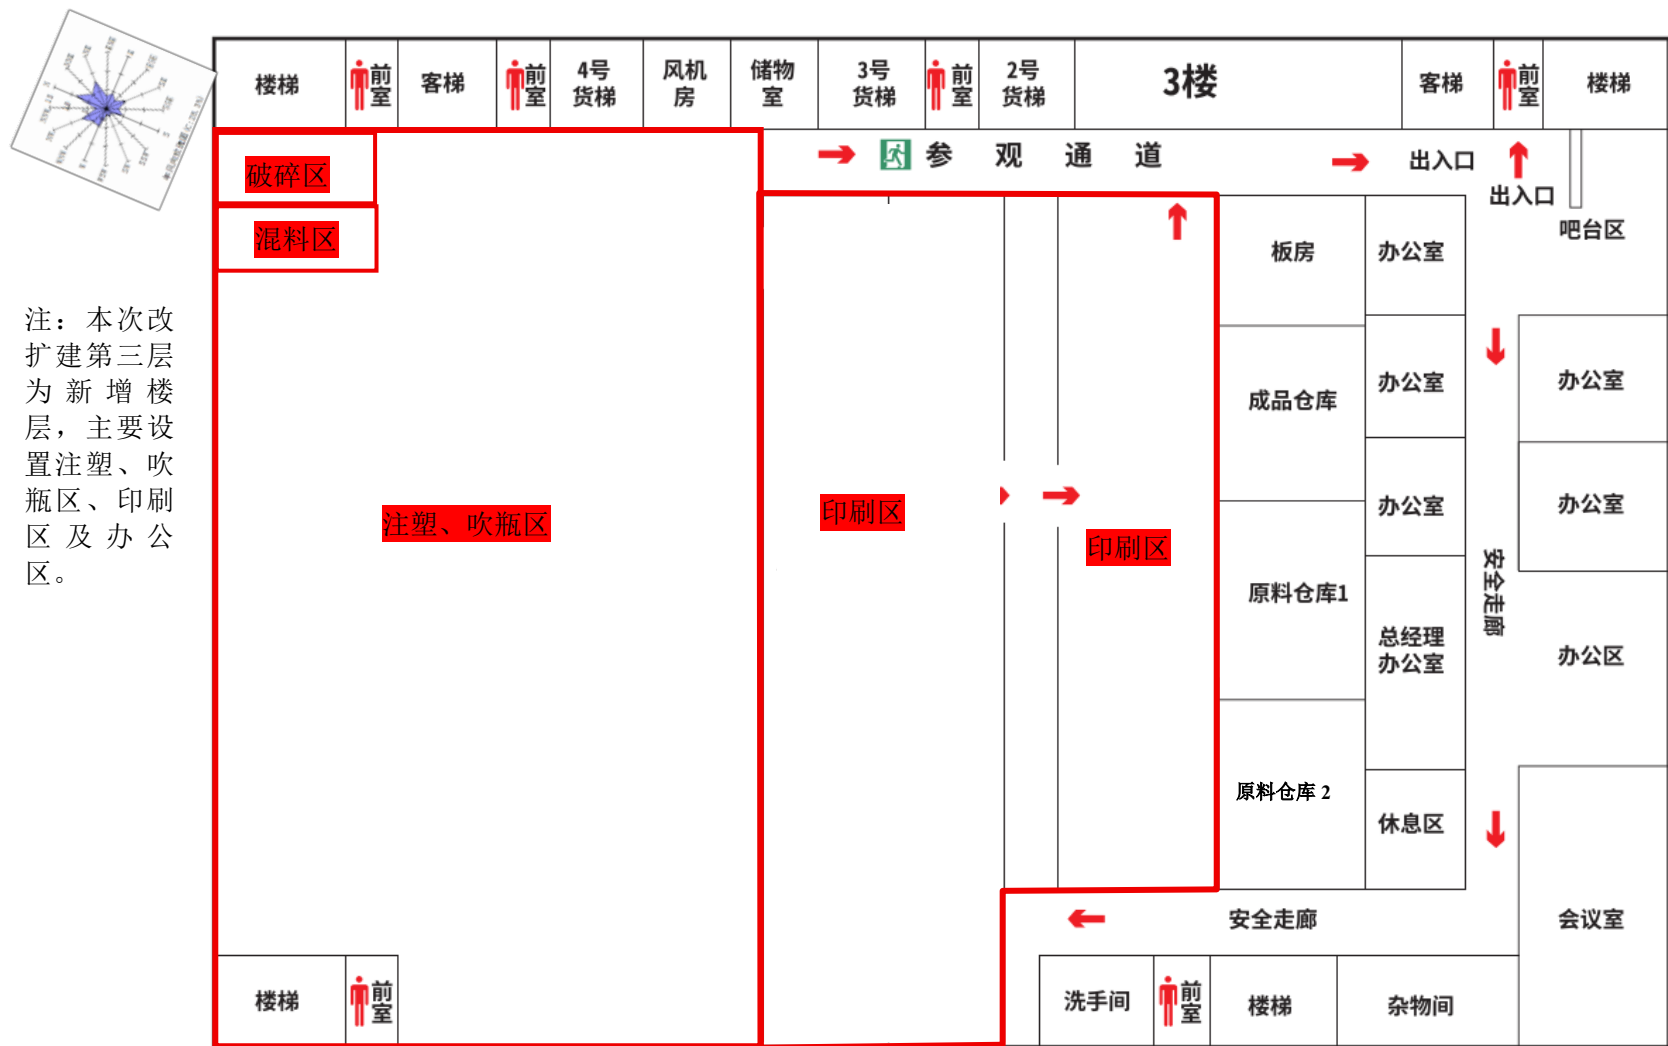 楼梯
前室
客梯
前室
4号
货梯
风机
房
储物
室
3号
货梯
前室
2号
货梯
3楼
客梯
前室
楼梯
破碎区
混料区
参观通道
出入口
出入口
吧台区
板房
办公室
注:本次改
扩建第三层
为新增楼
层,主要设
置注塑、吹
瓶区、印刷
区及办公
区。
成品仓库
办公室
办公室
注塑、吹瓶区
印刷区
印刷区
办公室
办公室
原料仓库1
安全走廊
总经理
办公室
办公区
原料仓库 2
休息区
安全走廊
会议室
楼梯
前室
洗手间
前室
楼梯
杂物间